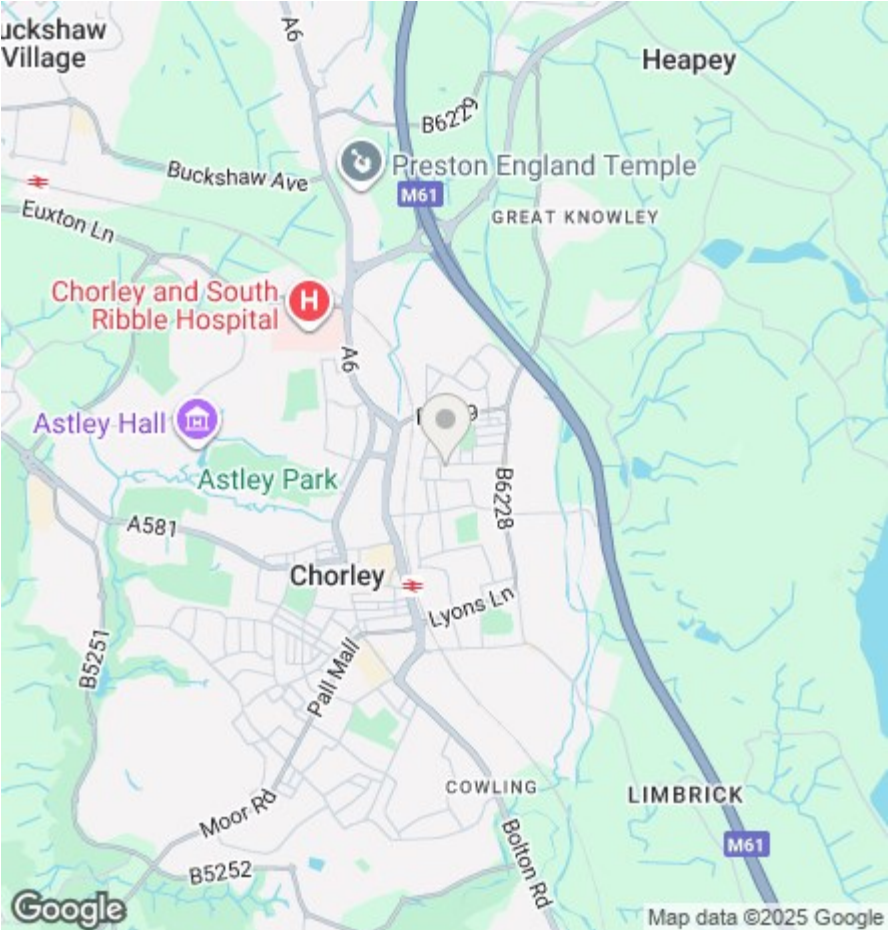 uckshaw
Village
A6
Heapey
B6229
Buckshaw Ave
Preston England Temple
M61
Euxton Ln
GREAT KNOWLEY
Chorley and South
Ribble Hospital
A6
Astley Hall
Astley Park
B6228
A581
Chorley
Lyons Ln
B5251
Pall Mall
COWLING
LIMBRICK
Moor Rd
Bolton Rd
M61
B5252
Google
Map data ©2025 Google